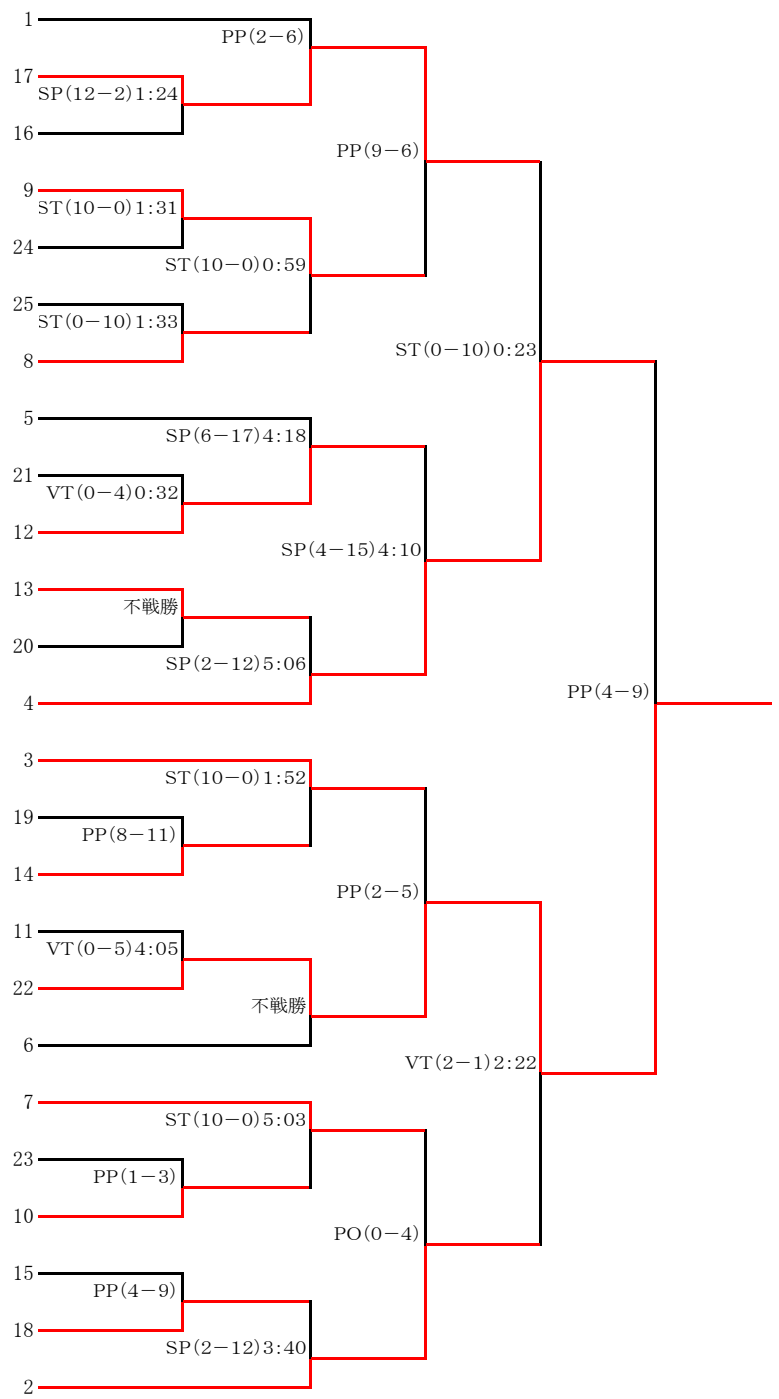 1
PP(2−6)
17
SP(12−2)1:24
16
PP(9−6)
9
ST(10−0)1:31
24
ST(10−0)0:59
25
ST(0−10)1:33
8
ST(0−10)0:23
5
SP(6−17)4:18
21
VT(0−4)0:32
12
SP(4−15)4:10
13
不戦勝
20
SP(2−12)5:06
4
PP(4−9)
3
ST(10−0)1:52
19
PP(8−11)
14
PP(2−5)
11
VT(0−5)4:05
22
不戦勝
6
VT(2−1)2:22
7
ST(10−0)5:03
23
PP(1−3)
10
PO(0−4)
15
PP(4−9)
18
SP(2−12)3:40
2